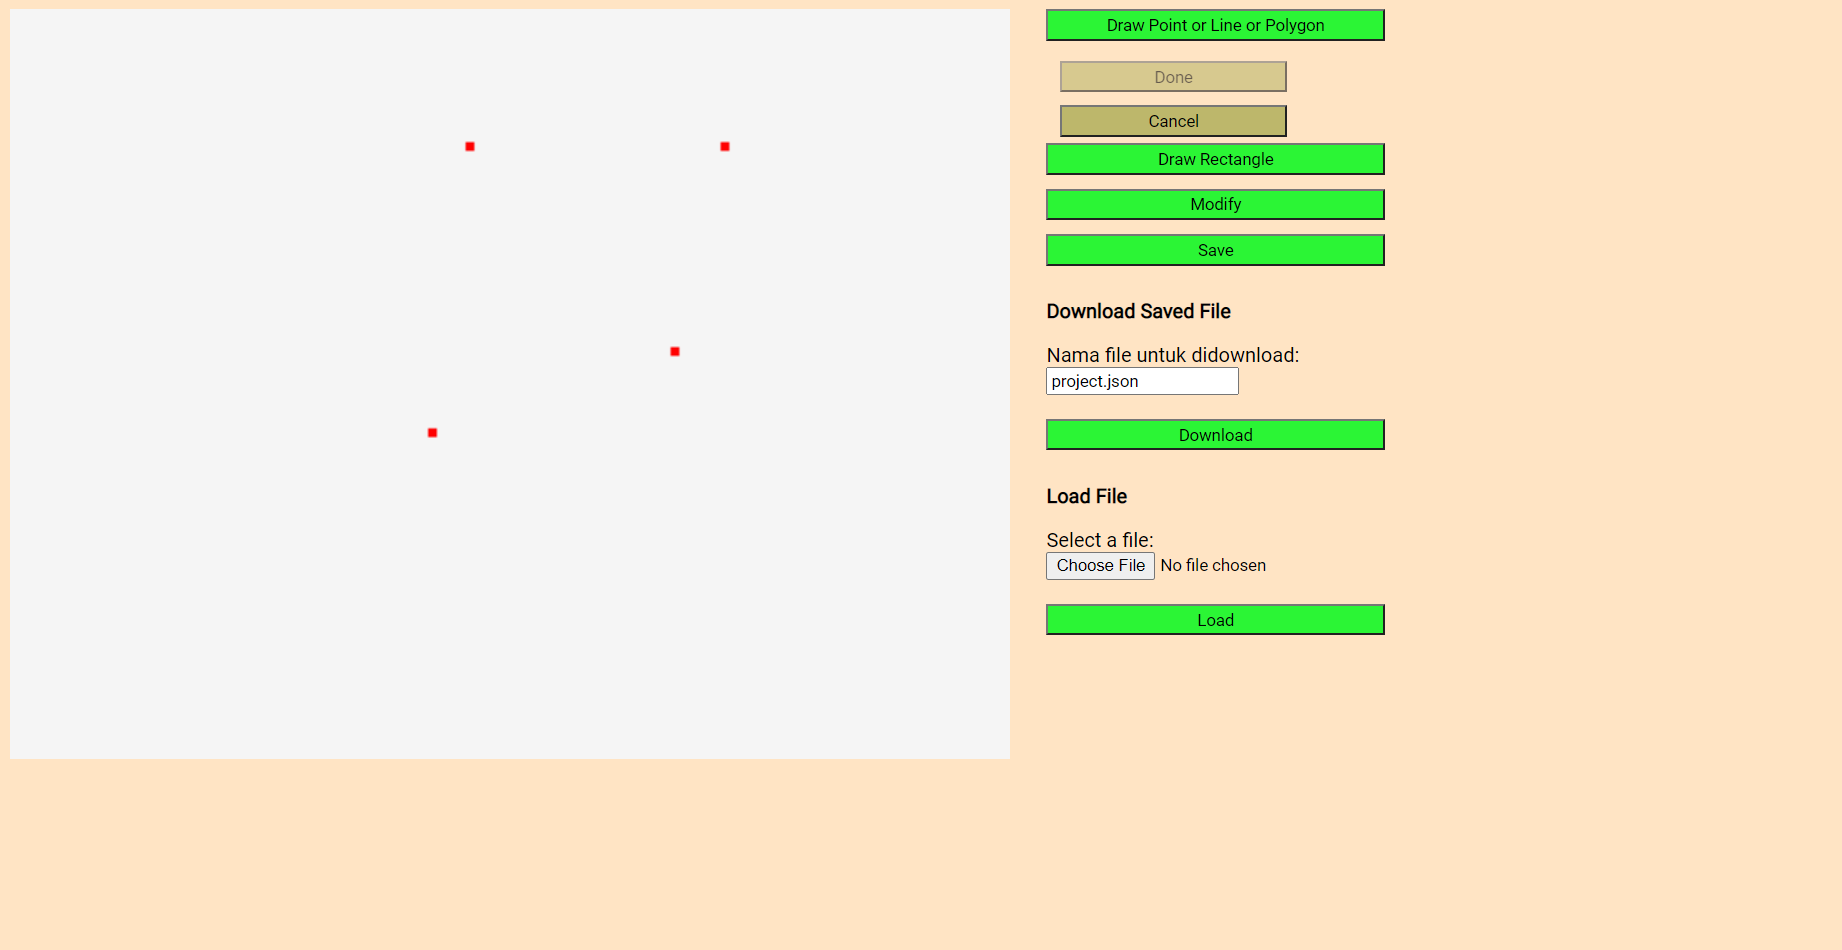 Draw Point or Line or Polygon
Done
Cancel
Draw Rectangle
Modify
Save
Download Saved File
Nama file untuk didownload:
project.json
Download
Load File
Select a file:
Choose File No file chosen
Load